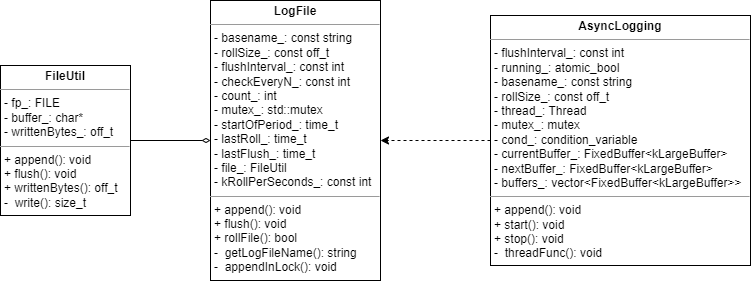 FileUtil
- fp_: FILE
- buffer_: char*
- writtenBytes_: off_t
+ append(): void
+ flush(): void
+ writtenBytes(): off_t
- write(): size_t
LogFile
- basename_: const string
- rollSize_: const off_t
- flushInterval_: const int
- checkEveryN_: const int
- count_: int
- mutex_: std::mutex
- startOfPeriod_: time_t
- lastRoll_: time_t
- lastFlush_: time_t
- file_: FileUtil
- kRollPerSeconds_: const int
+ append(): void
+ flush(): void
+ rollFile(): bool
- getLogFileName(): string
- appendInLock(): void
AsyncLogging
- flushInterval_: const int
- running_: atomic_bool
- basename_: const string
- rollSize_: const off_t
- thread_: Thread
- mutex_: mutex
- cond_: condition_variable
- currentBuffer_: FixedBuffer<kLargeBuffer>
- nextBuffer_: FixedBuffer<kLargeBuffer>
- buffers_: vector<FixedBuffer<kLargeBuffer>>
+ append(): void
+ start(): void
+ stop(): void
- threadFunc(): void